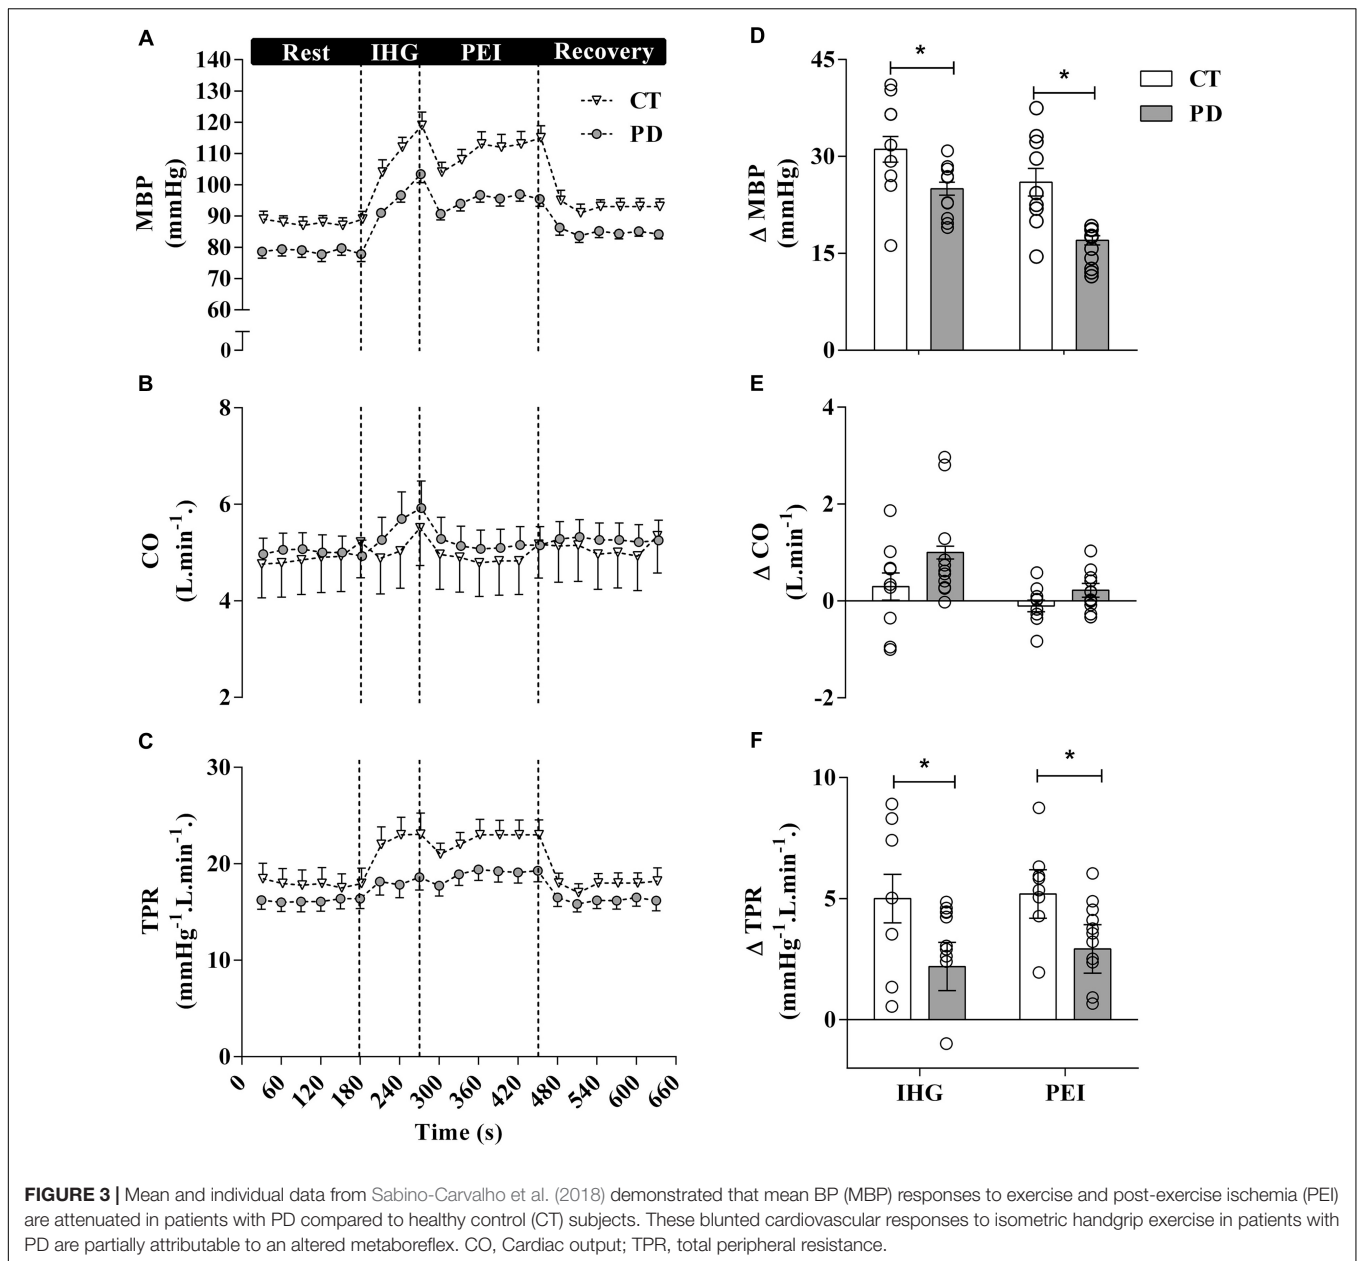 A
Rest IHG PEI Recovery
140
130
120
110
100
90
80
70
60
0
MBP
(mmHg)
CT
PD
D
45
30
15
0
Δ MBP
(mmHg)
*
*
CT
PD
B
8
6
4
2
CO
(L.min⁻¹.)
E
4
2
0
-2
Δ CO
(L.min⁻¹)
C
30
20
10
0
TPR
(mmHg⁻¹.L.min⁻¹.)
0 60 120 180 240 300 360 420 480 540 600 660
Time (s)
F
10
5
0
Δ TPR
(mmHg⁻¹.L.min⁻¹.)
*
*
IHG PEI
FIGURE 3 | Mean and individual data from Sabino-Carvalho et al. (2018) demonstrated that mean BP (MBP) responses to exercise and post-exercise ischemia (PEI)
are attenuated in patients with PD compared to healthy control (CT) subjects. These blunted cardiovascular responses to isometric handgrip exercise in patients with
PD are partially attributable to an altered metaboreflex. CO, Cardiac output; TPR, total peripheral resistance.